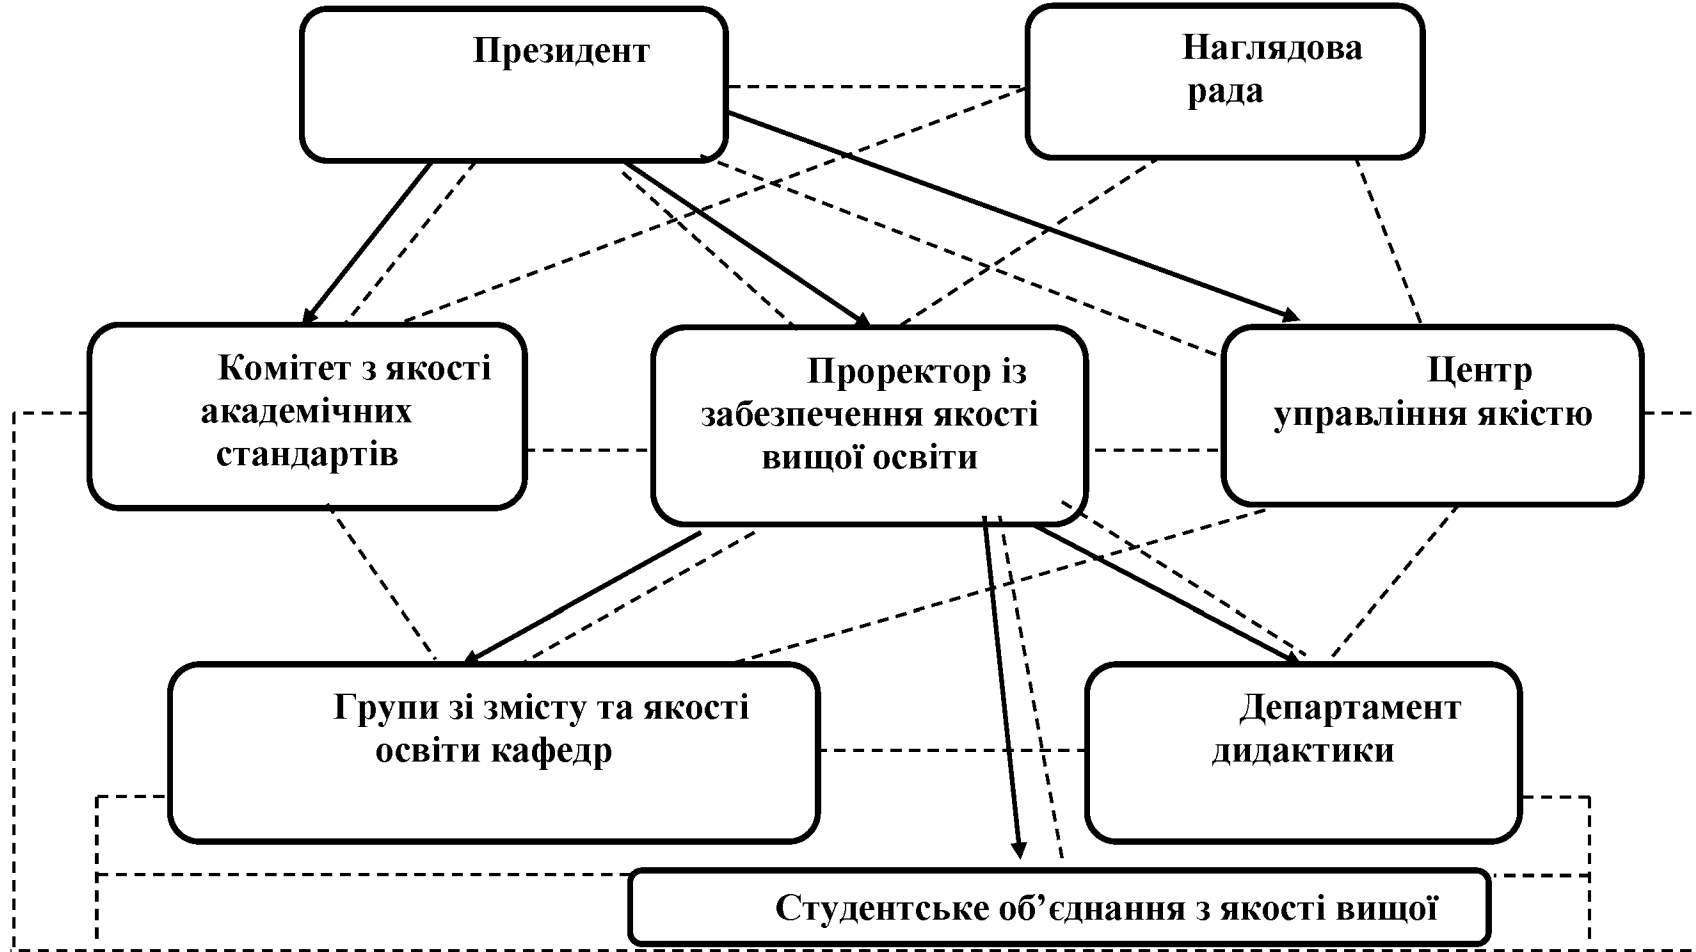 Президент
Наглядова
рада
Комітет з якості
академічних
стандартів
Проректор із
забезпечення якості
вищої освіти
Центр
управління якістю
Групи зі змісту та якості
освіти кафедр
Департамент
дидактики
Студентське об’єднання з якості вищої